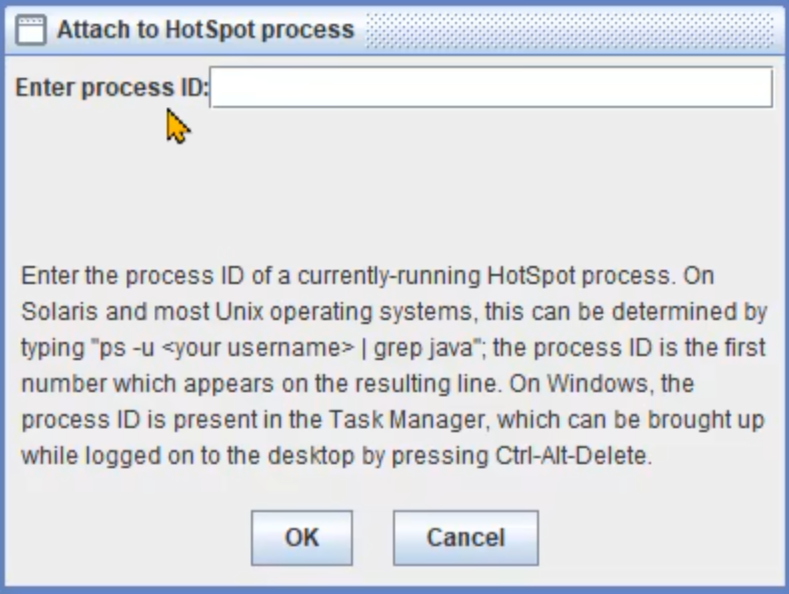 Attach to HotSpot process
Enter process ID:
Enter the process ID of a currently-running HotSpot process. On
Solaris and most Unix operating systems, this can be determined by
typing "ps -u <your username> | grep java"; the process ID is the first
number which appears on the resulting line. On Windows, the
process ID is present in the Task Manager, which can be brought up
while logged on to the desktop by pressing Ctrl-Alt-Delete.
OK Cancel